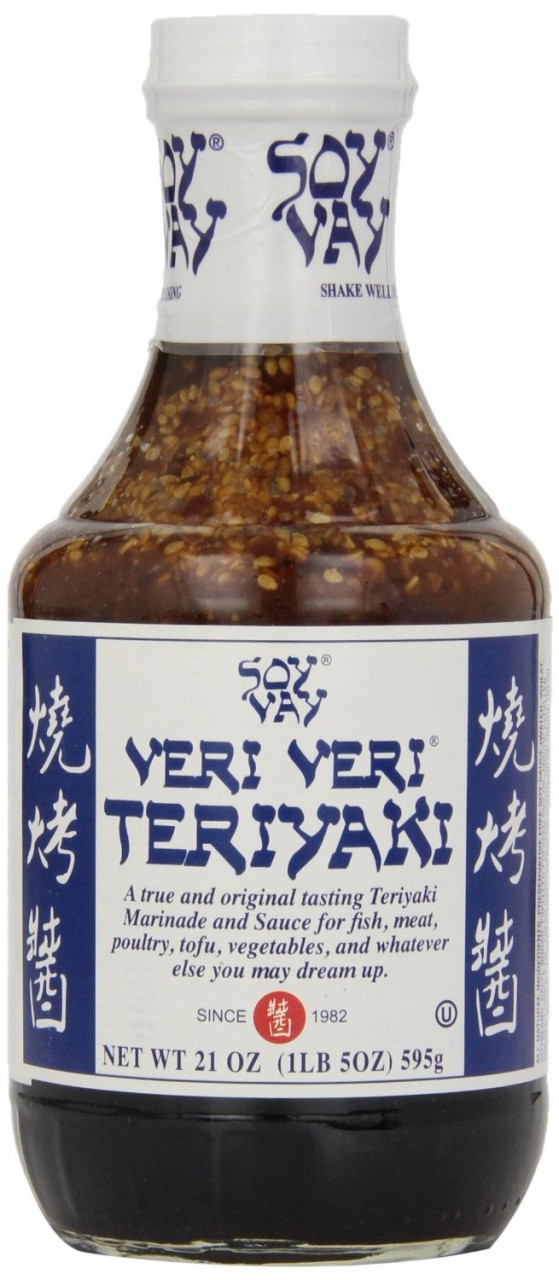 SOY
VAY
SOY®
VAY
SHAKE WELL
SOY®
VAY
VERI VERI®
TERIYAKI
A true and original tasting Teriyaki
Marinade and Sauce for fish, meat,
poultry, tofu, vegetables, and whatever
else you may dream up.
SINCE 醬 1982
U
NET WT 21 OZ (1LB 5OZ) 595g
燒烤醬
燒烤醬